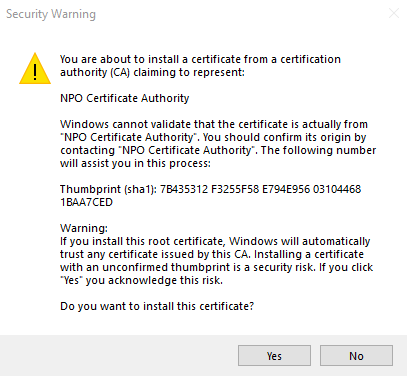 Security Warning
You are about to install a certificate from a certification
authority (CA) claiming to represent:
NPO Certificate Authority
Windows cannot validate that the certificate is actually from
"NPO Certificate Authority". You should confirm its origin by
contacting "NPO Certificate Authority". The following number
will assist you in this process:
Thumbprint (sha1): 7B435312 F3255F58 E794E956 03104468
1BAA7CED
Warning:
If you install this root certificate, Windows will automatically
trust any certificate issued by this CA. Installing a certificate
with an unconfirmed thumbprint is a security risk. If you click
"Yes" you acknowledge this risk.
Do you want to install this certificate?
Yes
No